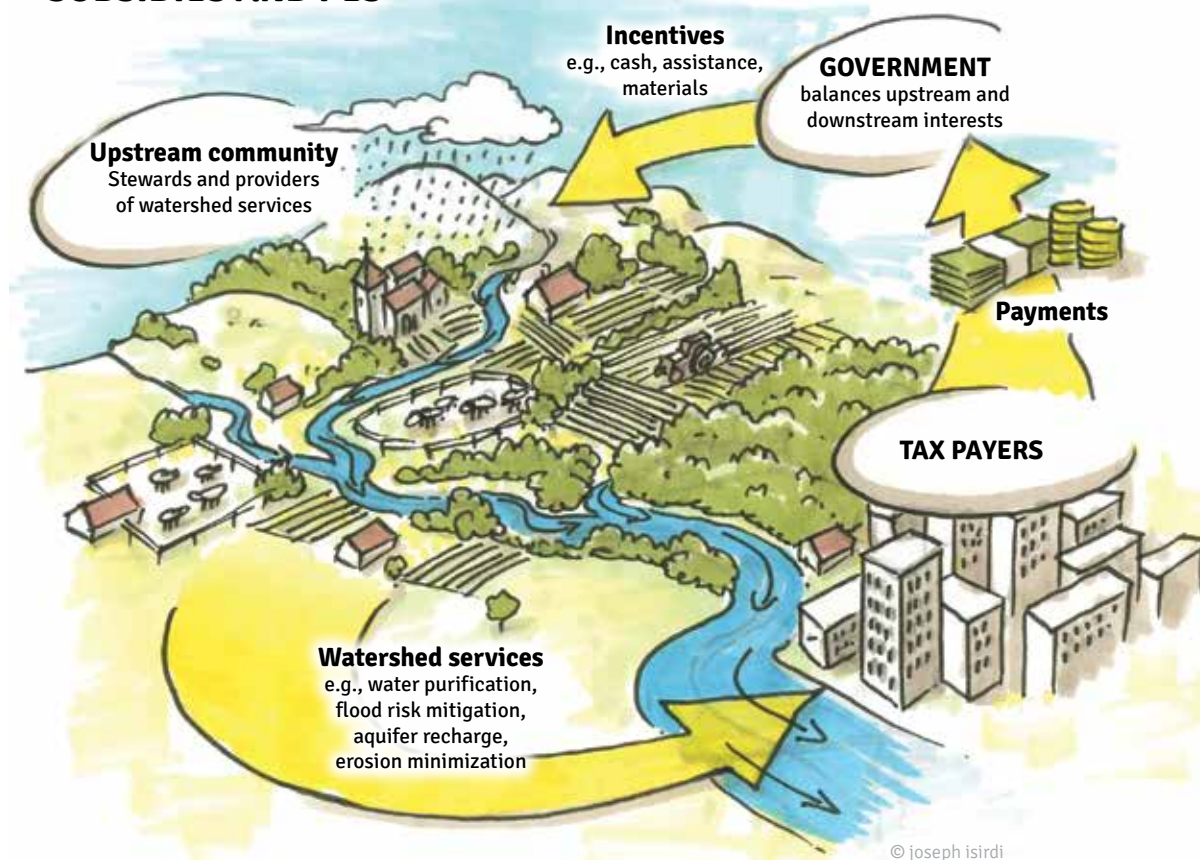 Incentives
e.g., cash, assistance,
materials
GOVERNMENT
balances upstream and
downstream interests
Upstream community
Stewards and providers
of watershed services
Payments
TAX PAYERS
Watershed services
e.g., water purification,
flood risk mitigation,
aquifer recharge,
erosion minimization
© joseph isirdi